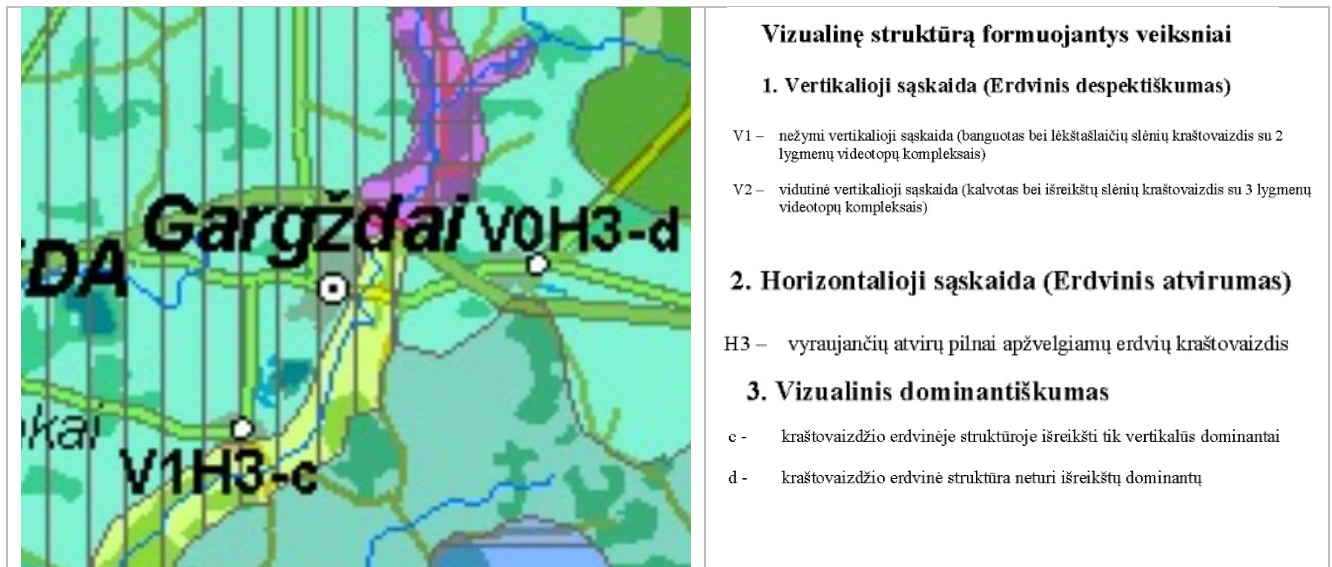 Gargždai
V0H3-d
DA
kai
V1H3-c
Vizualinę struktūrą formuojantys veiksniai
1. Vertikalioji sąskaida (Erdvinis despektiškumas)
V1 – nežymi vertikalioji sąskaida (banguotas bei lėkštašlaičių slėnių kraštovaizdis su 2
lygmenų videotopų kompleksais)
V2 – vidutinė vertikalioji sąskaida (kalvotas bei išreikštų slėnių kraštovaizdis su 3 lygmenų
videotopų kompleksais)
2. Horizontalioji sąskaida (Erdvinis atvirumas)
H3 – vyraujančių atvirų pilnai apžvelgiamų erdvių kraštovaizdis
3. Vizualinis dominantiškumas
c - kraštovaizdžio erdvinėje struktūroje išreikšti tik vertikalūs dominantai
d - kraštovaizdžio erdvinė struktūra neturi išreikštų dominantų